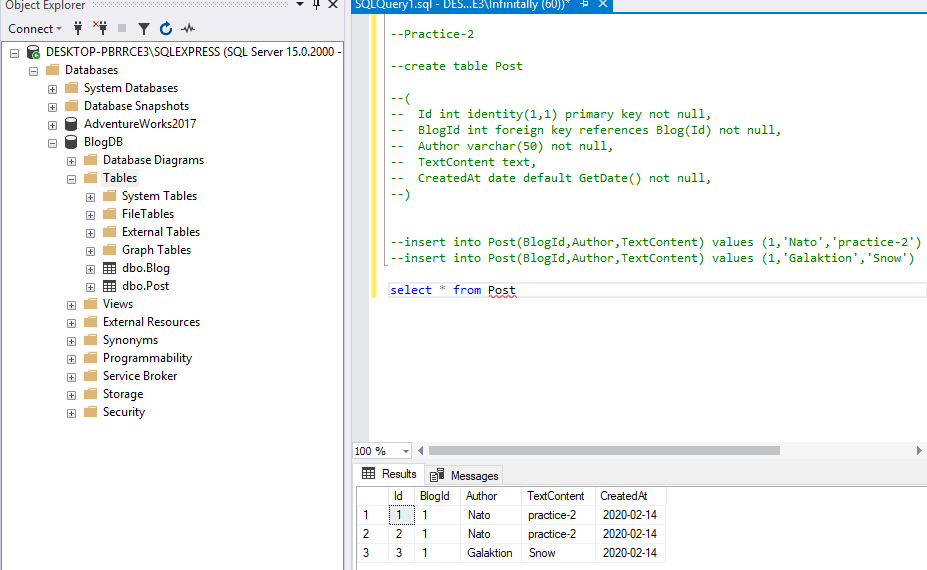 Object Explorer
Connect
DESKTOP-PBRRCE3\SQLEXPRESS (SQL Server 15.0.2000 -
Databases
System Databases
Database Snapshots
AdventureWorks2017
BlogDB
Database Diagrams
Tables
System Tables
FileTables
External Tables
Graph Tables
dbo.Blog
dbo.Post
Views
External Resources
Synonyms
Programmability
Service Broker
Storage
Security
SQLQuery1.sql - DES...E3\Infinitally (60))*
--Practice-2
--create table Post
--(
--  Id int identity(1,1) primary key not null,
--  BlogId int foreign key references Blog(Id) not null,
--  Author varchar(50) not null,
--  TextContent text,
--  CreatedAt date default GetDate() not null,
--)
--insert into Post(BlogId,Author,TextContent) values (1,'Nato','practice-2')
--insert into Post(BlogId,Author,TextContent) values (1,'Galaktion','Snow')
select * from Post
100 %
Results Messages
Id BlogId Author TextContent CreatedAt
1 1 1 Nato practice-2 2020-02-14
2 2 1 Nato practice-2 2020-02-14
3 3 1 Galaktion Snow 2020-02-14